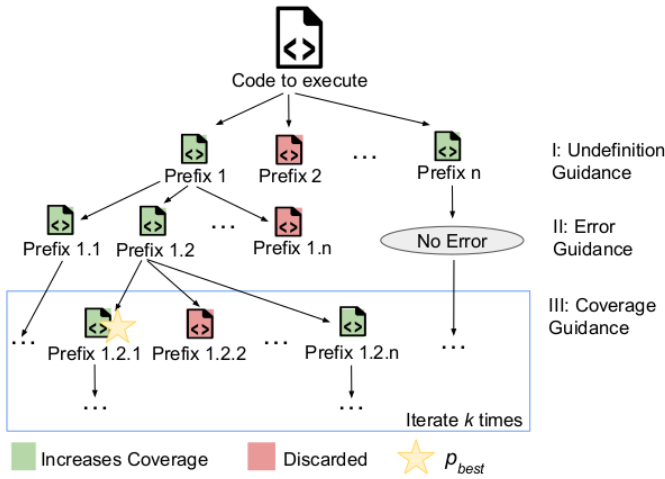 <>
Code to execute
<> <> ... <>
Prefix 1 Prefix 2 Prefix n
I: Undefinition
Guidance
<> <> ... <>
Prefix 1.1 Prefix 1.2 Prefix 1.n
No Error
II: Error
Guidance
III: Coverage
Guidance
... <> <> ... <> ...
Prefix 1.2.1 Prefix 1.2.2 Prefix 1.2.n
... ...
Iterate k times
Increases Coverage Discarded p_best